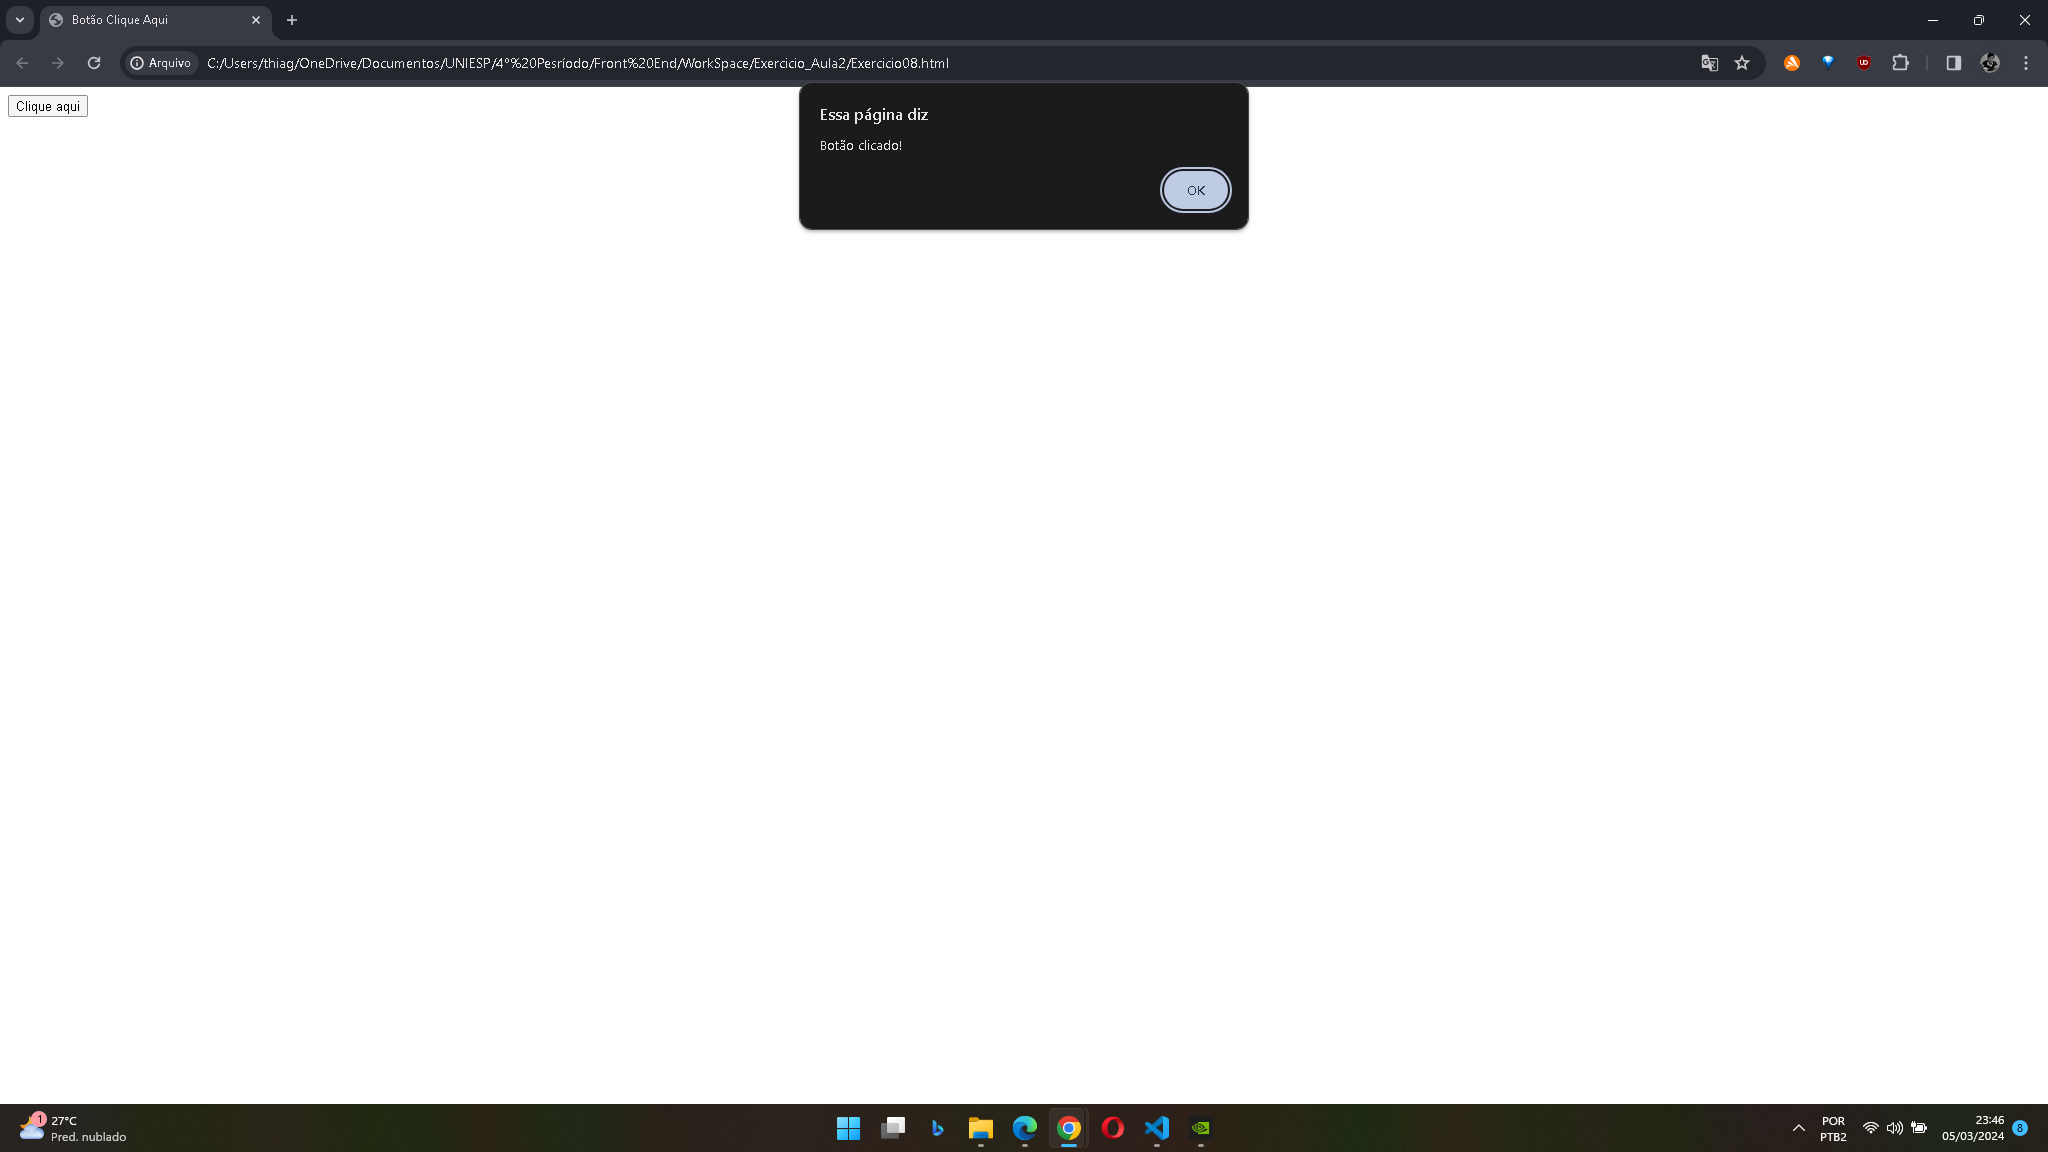 Botão Clique Aqui
Arquivo
C:/Users/thiag/OneDrive/Documentos/UNIESP/4°%20Pesríodo/Front%20End/WorkSpace/Exercicio_Aula2/Exercicio08.html
Clique aqui
Essa página diz
Botão clicado!
OK
1
27°C
Pred. nublado
POR
PTB2
23:46
05/03/2024
8